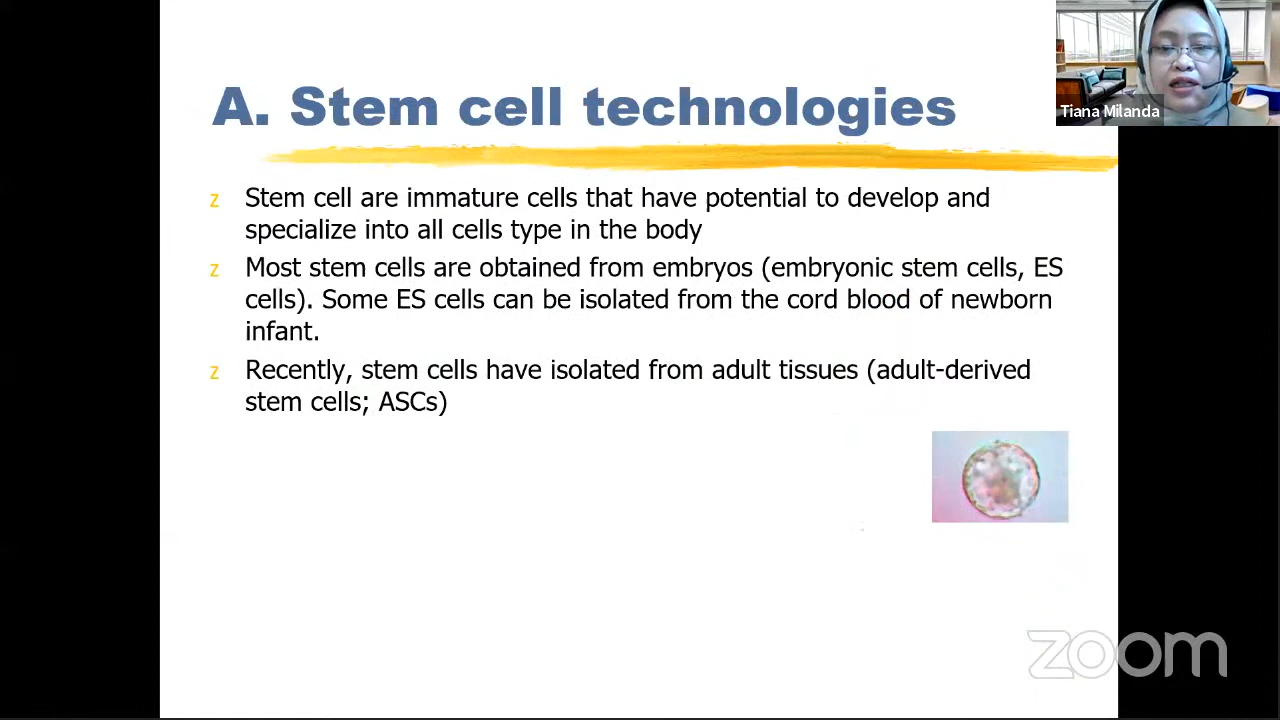 A. Stem cell technologies
Tiana Milanda
z Stem cell are immature cells that have potential to develop and
specialize into all cells type in the body
z Most stem cells are obtained from embryos (embryonic stem cells, ES
cells). Some ES cells can be isolated from the cord blood of newborn
infant.
z Recently, stem cells have isolated from adult tissues (adult-derived
stem cells; ASCs)
zoom